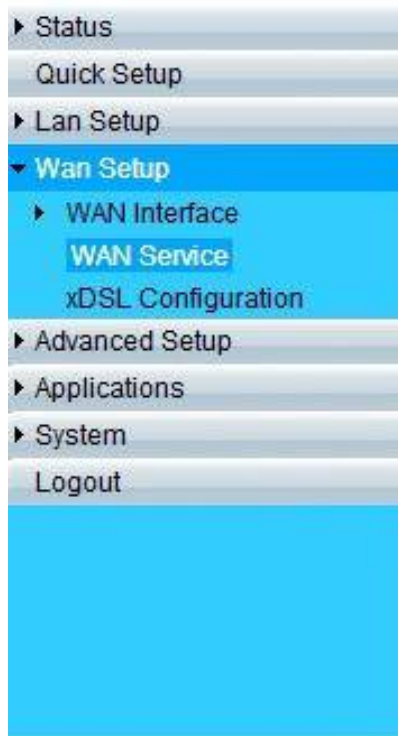 Status
Quick Setup
Lan Setup
Wan Setup
WAN Interface
WAN Service
xDSL Configuration
Advanced Setup
Applications
System
Logout